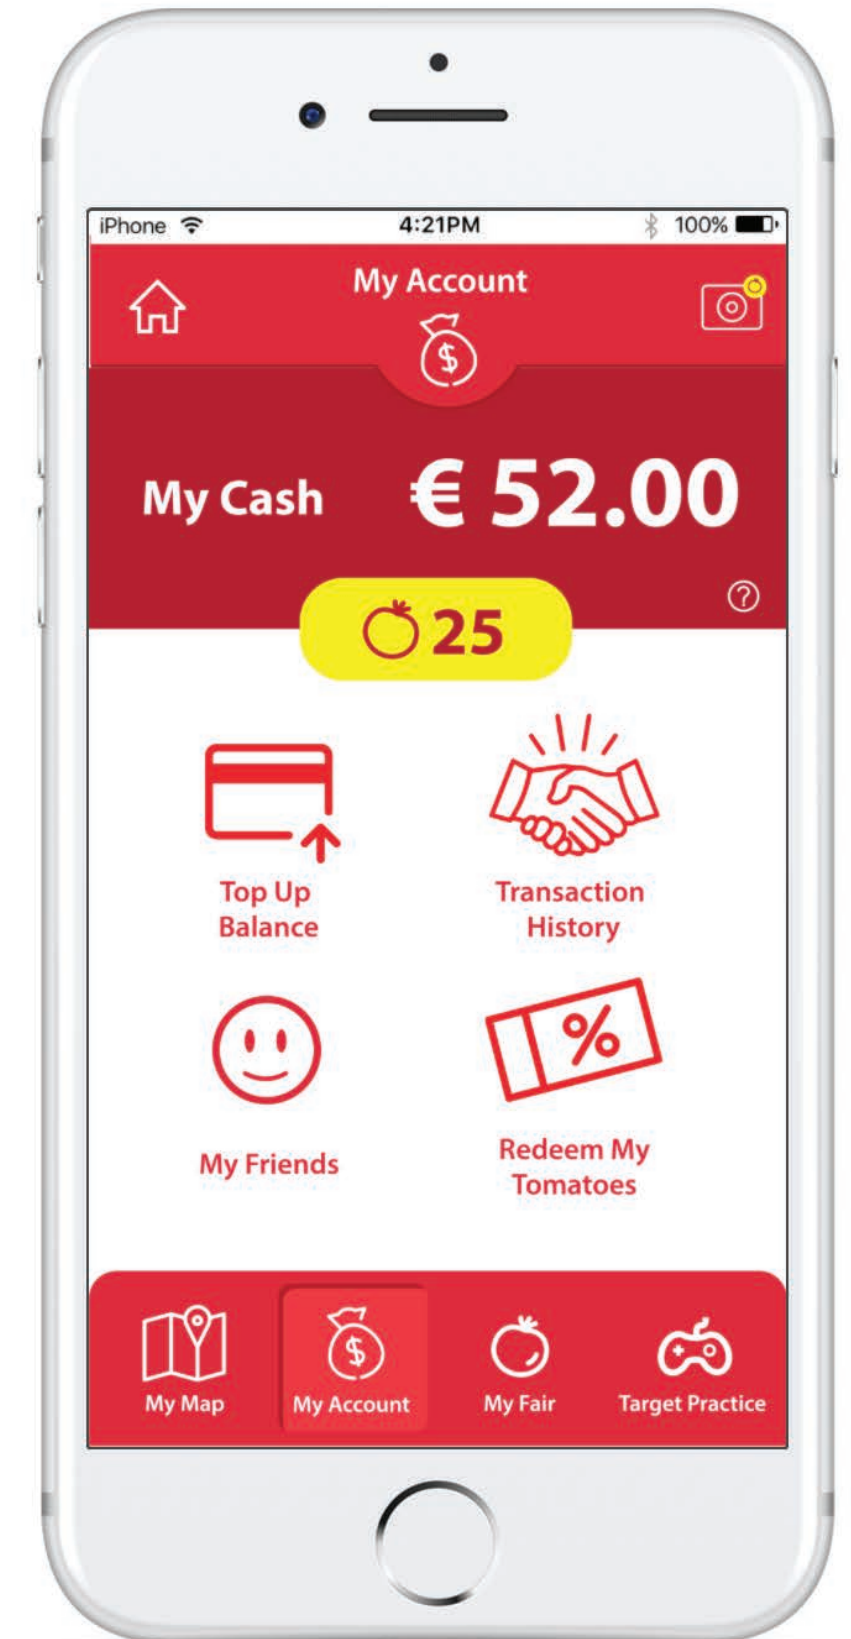 iPhone 4:21PM 100%
My Account
$
My Cash € 52.00
?
25
Top Up
Balance
Transaction
History
%
My Friends
Redeem My
Tomatoes
$
My Map My Account My Fair Target Practice